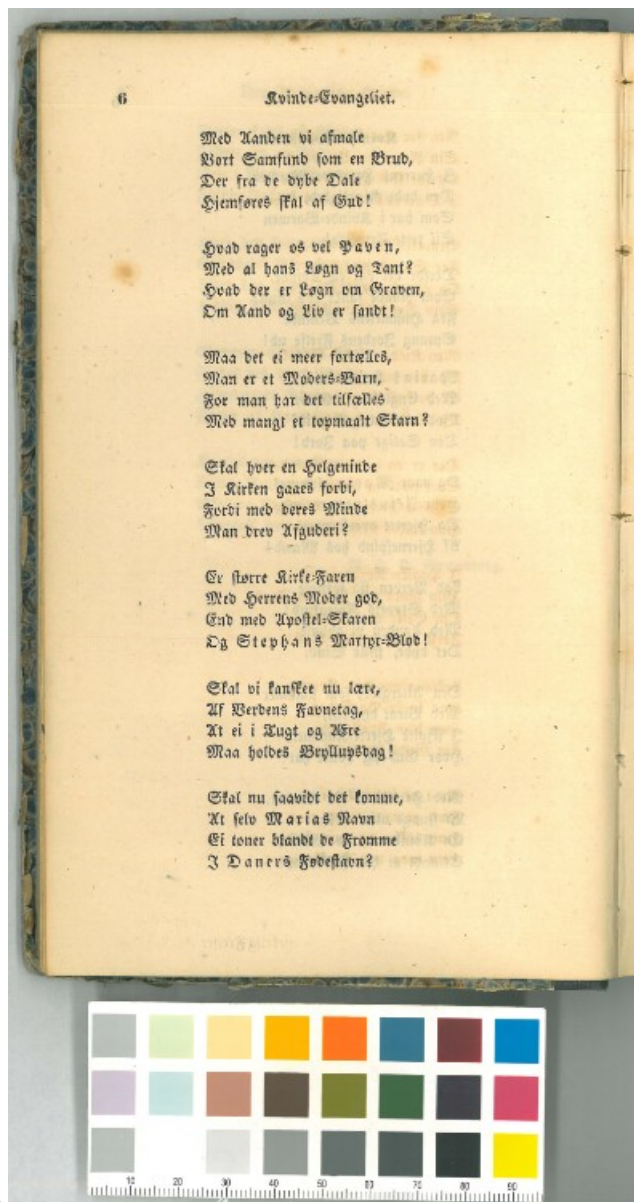 6 Kvinde-Evangeliet.
Med Aanden vi afmale
Vort Samfund som en Brud,
Der fra de dybe Dale
Hjemføres skal af Gud!
Hvad rager os vel Paven,
Med al hans Løgn og Tant?
Hvad der er Løgn om Graven,
Om Aand og Liv er sandt!
Maa det ei meer fortælles,
Man er et Moders-Barn,
For man har det tilfælles
Med mangt et topmaalt Skarn?
Skal hver en Helgeninde
I Kirken gaaes forbi,
Fordi med deres Minde
Man drev Afguderi?
Er større Kirke-Faren
Med Herrens Moder god,
End med Apostel-Skaren
Og Stephans Martyr-Blod!
Skal vi kanskee nu lære,
Af Verdens Favnetag,
At ei i Tugt og Ære
Maa holdes Bryllupsdag!
Skal nu saavidt det komme,
At selv Marias Navn
Ei toner blandt de Fromme
I Daners Fødestavn?
10 20 30 40 50 60 70 80 90